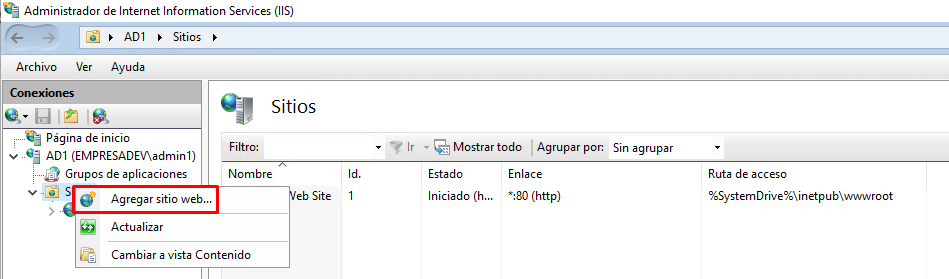 Administrador de Internet Information Services (IIS)
AD1 Sitios
Archivo Ver Ayuda
Conexiones
Página de inicio
AD1 (EMPRESADEV\admin1)
Grupos de aplicaciones
Agregar sitio web...
Actualizar
Cambiar a vista Contenido
Sitios
Filtro: Ir Mostrar todo Agrupar por: Sin agrupar
Nombre Id. Estado Enlace Ruta de acceso
Web Site 1 Iniciado (h... *:80 (http) %SystemDrive%\inetpub\wwwroot